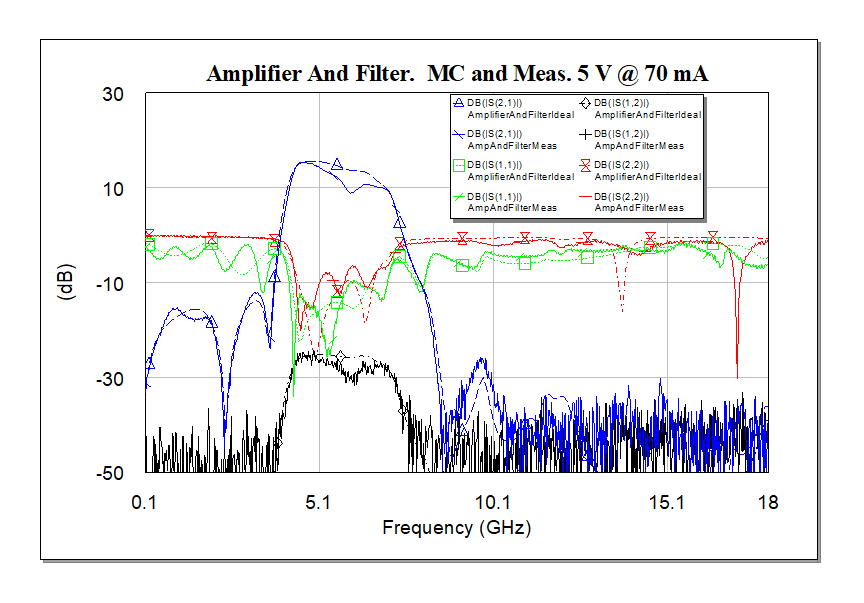 Amplifier And Filter. MC and Meas. 5 V @ 70 mA
30
10
-10
-30
-50
(dB)
DB(|S(2,1)|)
AmplifierAndFilterIdeal
DB(|S(1,2)|)
AmplifierAndFilterIdeal
DB(|S(2,1)|)
AmpAndFilterMeas
DB(|S(1,2)|)
AmpAndFilterMeas
DB(|S(1,1)|)
AmplifierAndFilterIdeal
DB(|S(2,2)|)
AmplifierAndFilterIdeal
DB(|S(1,1)|)
AmpAndFilterMeas
DB(|S(2,2)|)
AmpAndFilterMeas
0.1 5.1 10.1 15.1 18
Frequency (GHz)